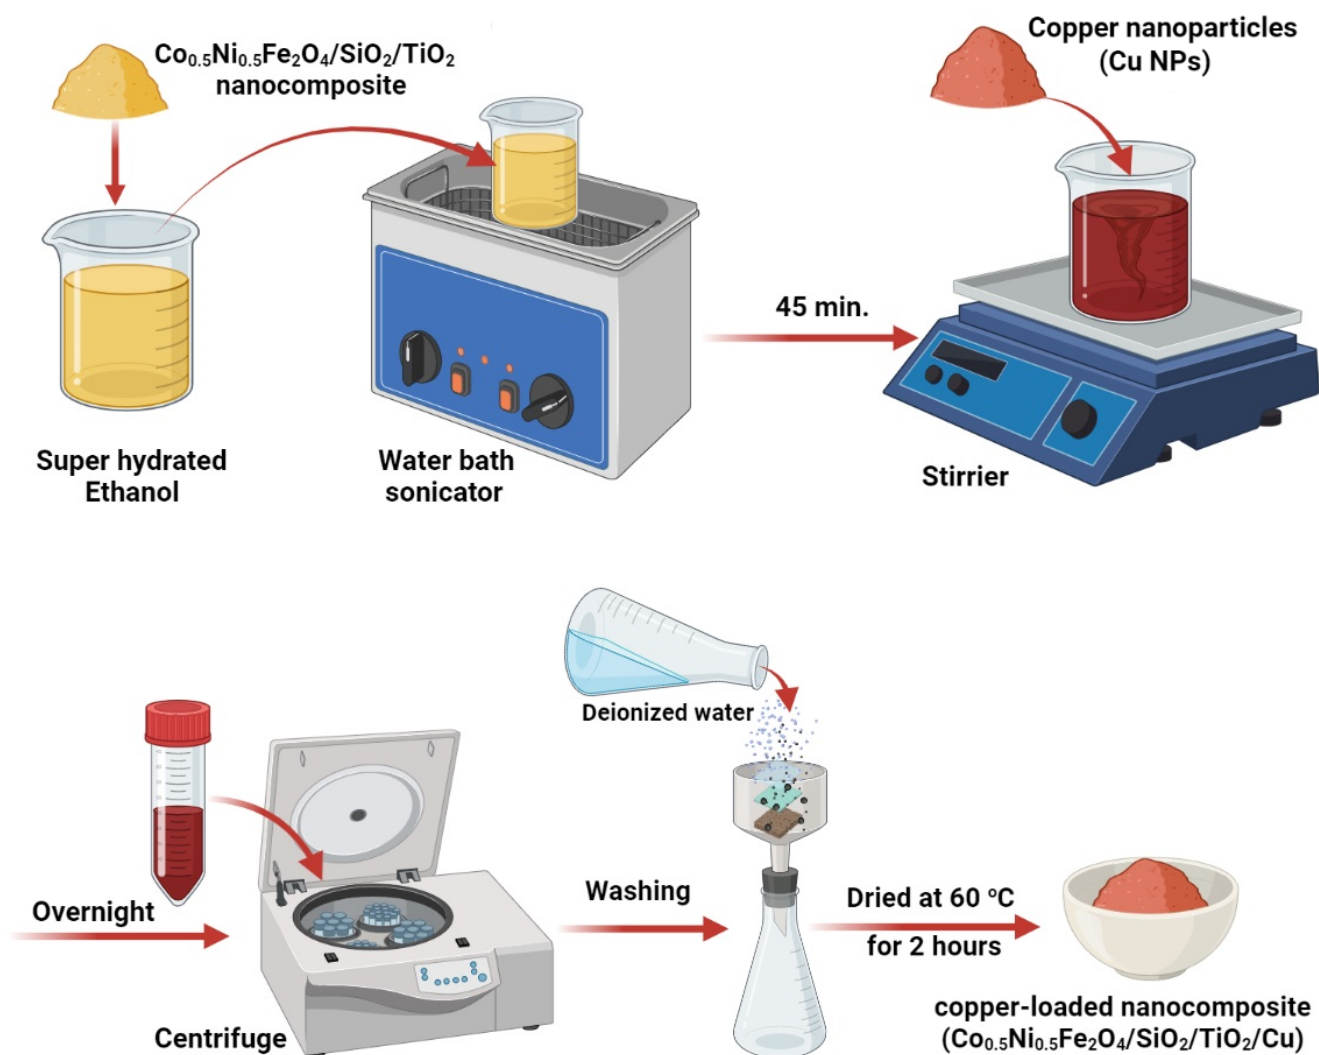 Co₀.₅Ni₀.₅Fe₂O₄/SiO₂/TiO₂
nanocomposite
Copper nanoparticles
(Cu NPs)
45 min.
Super hydrated
Ethanol
Water bath
sonicator
Stirrier
Deionized water
Overnight
Washing
Dried at 60 °C
for 2 hours
Centrifuge
copper-loaded nanocomposite
(Co₀.₅Ni₀.₅Fe₂O₄/SiO₂/TiO₂/Cu)